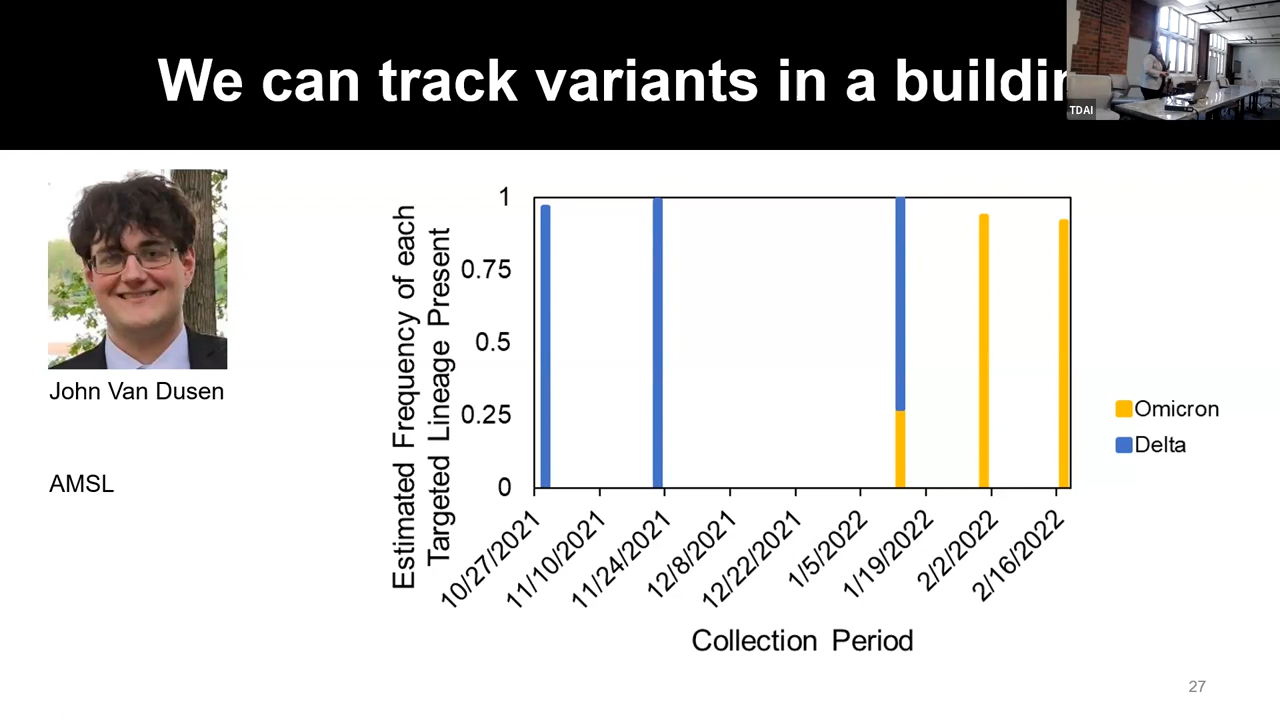 We can track variants in a buildin
TDAI
John Van Dusen
AMSL
Estimated Frequency of each
Targeted Lineage Present
1
0.75
0.5
0.25
0
10/27/2021
11/10/2021
11/24/2021
12/8/2021
12/22/2021
1/5/2022
1/19/2022
2/2/2022
2/16/2022
Collection Period
Omicron
Delta
27